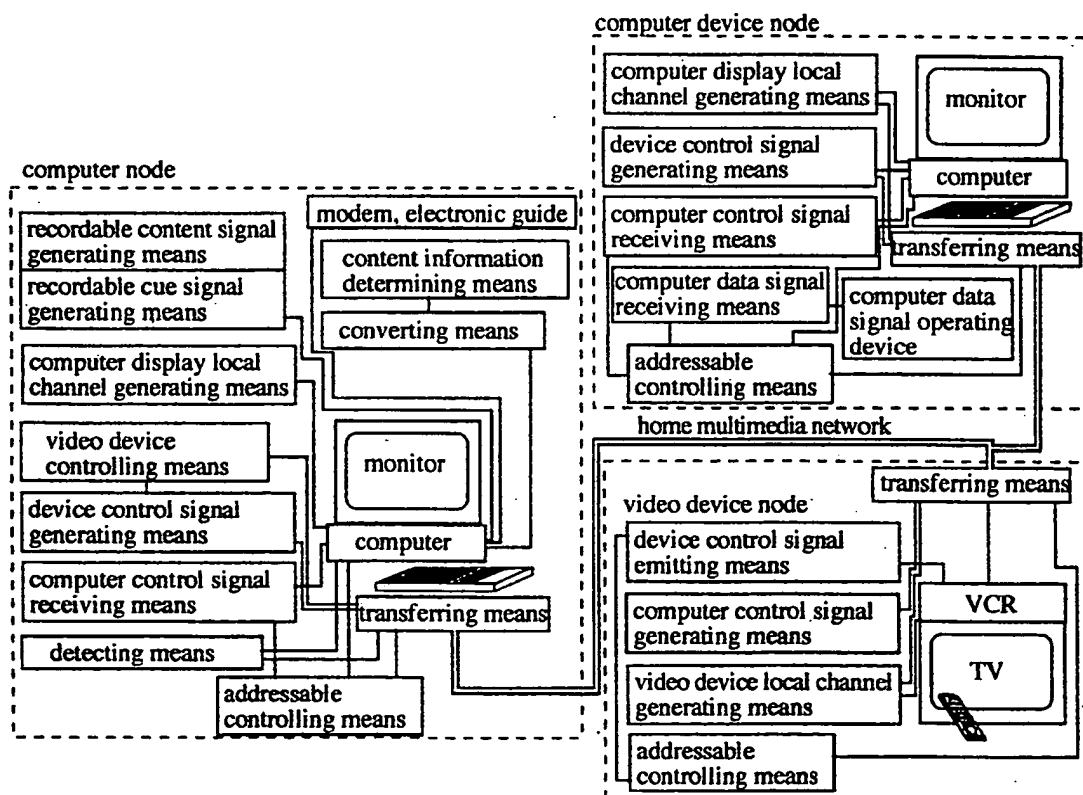 computer device node
computer display local
channel generating means
monitor
device control signal
generating means
computer
computer control signal
receiving means
transferring means
computer data signal
receiving means
computer data
signal operating
device
addressable
controlling means
computer node
recordable content signal
generating means
recordable cue signal
generating means
modem, electronic guide
content information
determining means
converting means
computer display local
channel generating means
video device
controlling means
monitor
device control signal
generating means
computer
computer control signal
receiving means
transferring means
detecting means
addressable
controlling means
home multimedia network
transferring means
video device node
device control signal
emitting means
VCR
computer control signal
generating means
TV
video device local channel
generating means
addressable
controlling means